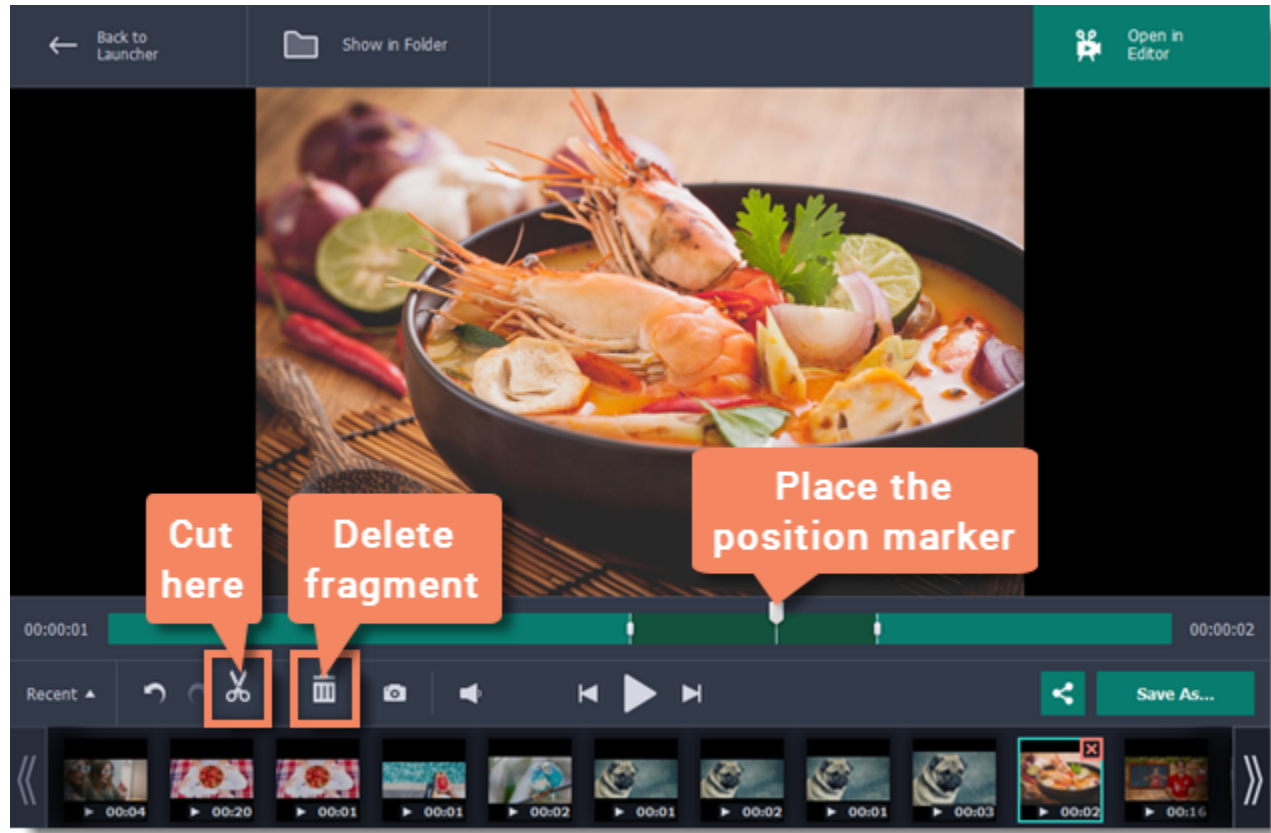 Back to
Launcher
Show in Folder
Open in
Editor
Place the
position marker
Cut
here
Delete
fragment
00:00:01
00:00:02
Recent
Save As...
00:04
00:20
00:01
00:01
00:02
00:01
00:02
00:01
00:03
00:02
00:16